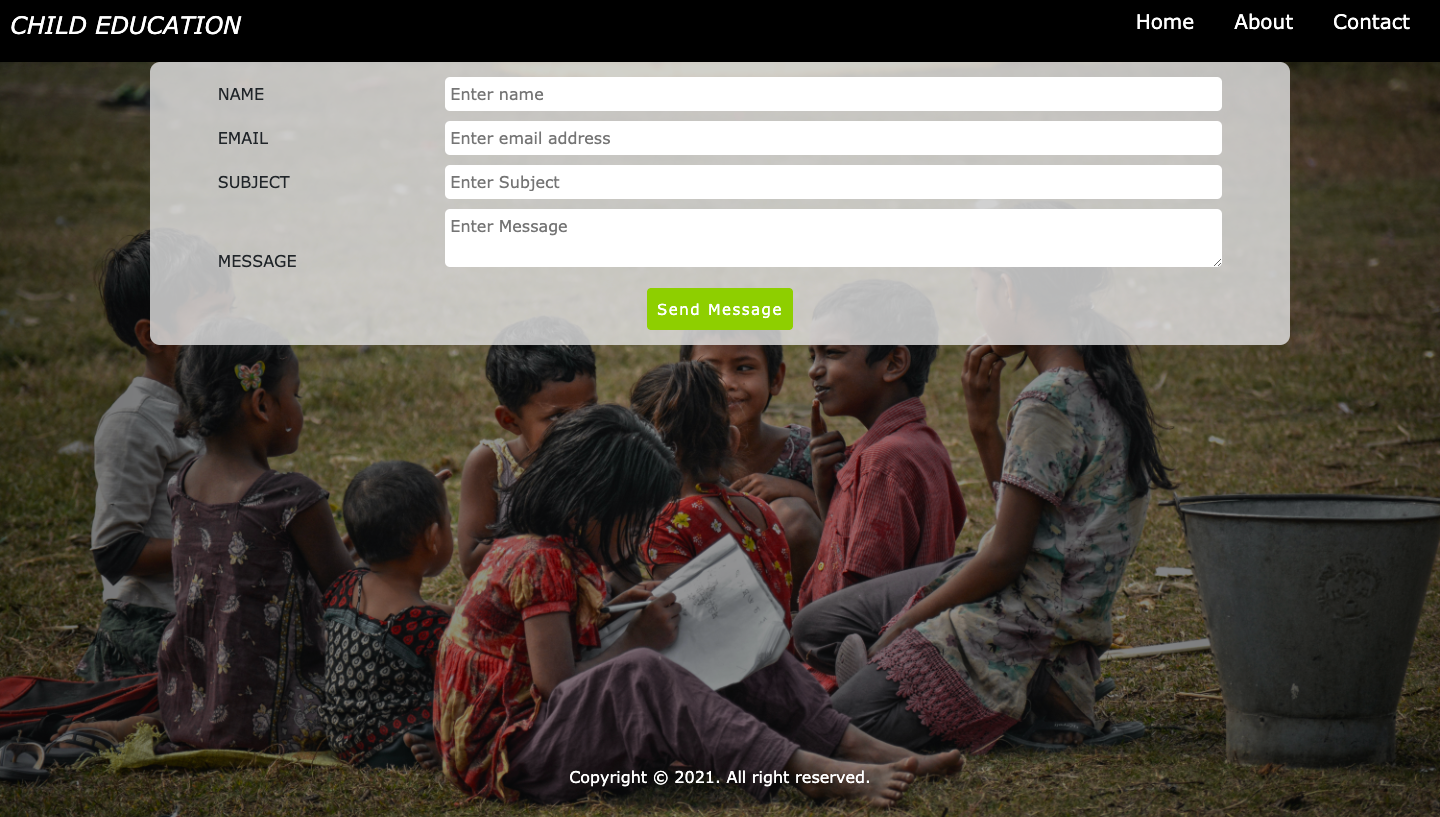 CHILD EDUCATION
Home About Contact
NAME
Enter name
EMAIL
Enter email address
SUBJECT
Enter Subject
MESSAGE
Enter Message
Send Message
Copyright © 2021. All right reserved.